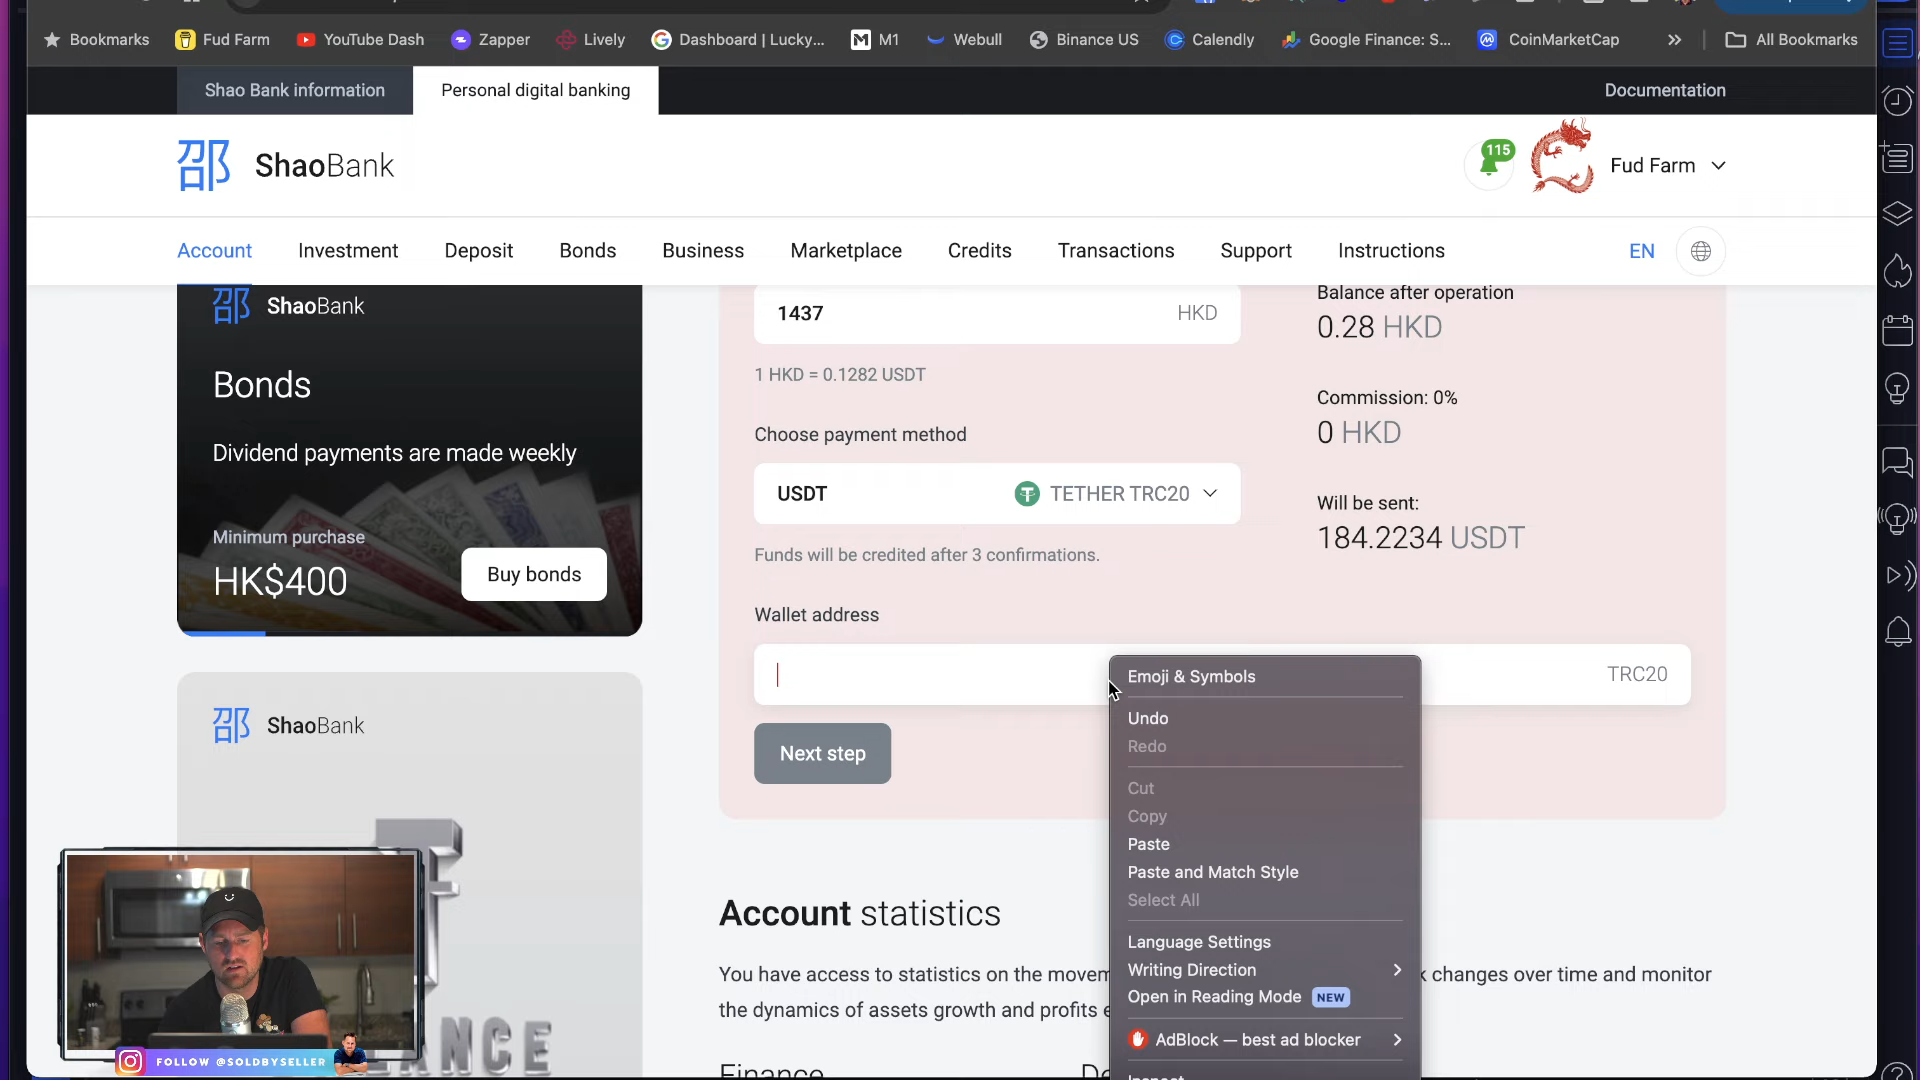 Bookmarks
Fud Farm
YouTube Dash
Zapper
Lively
Dashboard | Lucky...
M1
Webull
Binance US
Calendly
Google Finance: S...
CoinMarketCap
All Bookmarks
Shao Bank information
Personal digital banking
Documentation
邵 ShaoBank
115
Fud Farm
Account
Investment
Deposit
Bonds
Business
Marketplace
Credits
Transactions
Support
Instructions
EN
邵 ShaoBank
Bonds
Dividend payments are made weekly
Minimum purchase
HK$400
Buy bonds
1437 HKD
1 HKD = 0.1282 USDT
Choose payment method
USDT TETHER TRC20
Funds will be credited after 3 confirmations.
Wallet address
TRC20
Next step
Balance after operation
0.28 HKD
Commission: 0%
0 HKD
Will be sent:
184.2234 USDT
Emoji & Symbols
Undo
Redo
Cut
Copy
Paste
Paste and Match Style
Select All
Language Settings
Writing Direction
Open in Reading Mode NEW
AdBlock — best ad blocker
邵 ShaoBank
Account statistics
You have access to statistics on the
changes over time and monitor
the dynamics of assets growth and profits
Finance
FOLLOW @SOLDBYSELLER